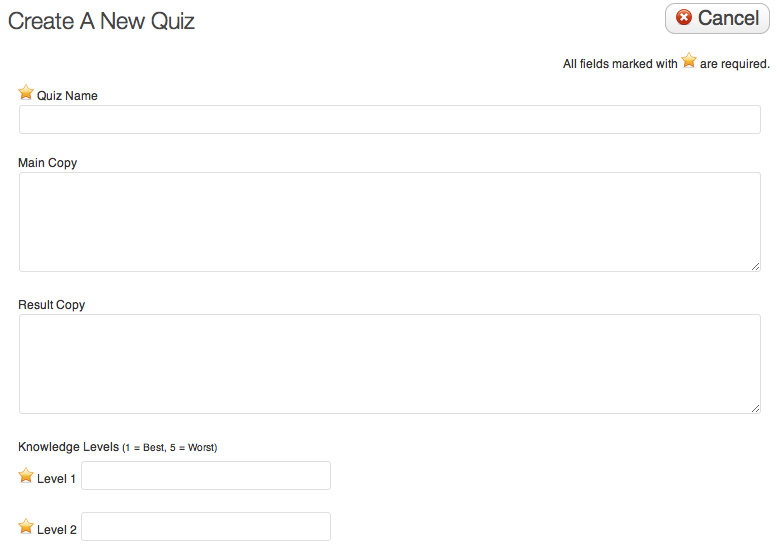 Create A New Quiz
Cancel
All fields marked with are required.
Quiz Name
Main Copy
Result Copy
Knowledge Levels (1 = Best, 5 = Worst)
Level 1
Level 2